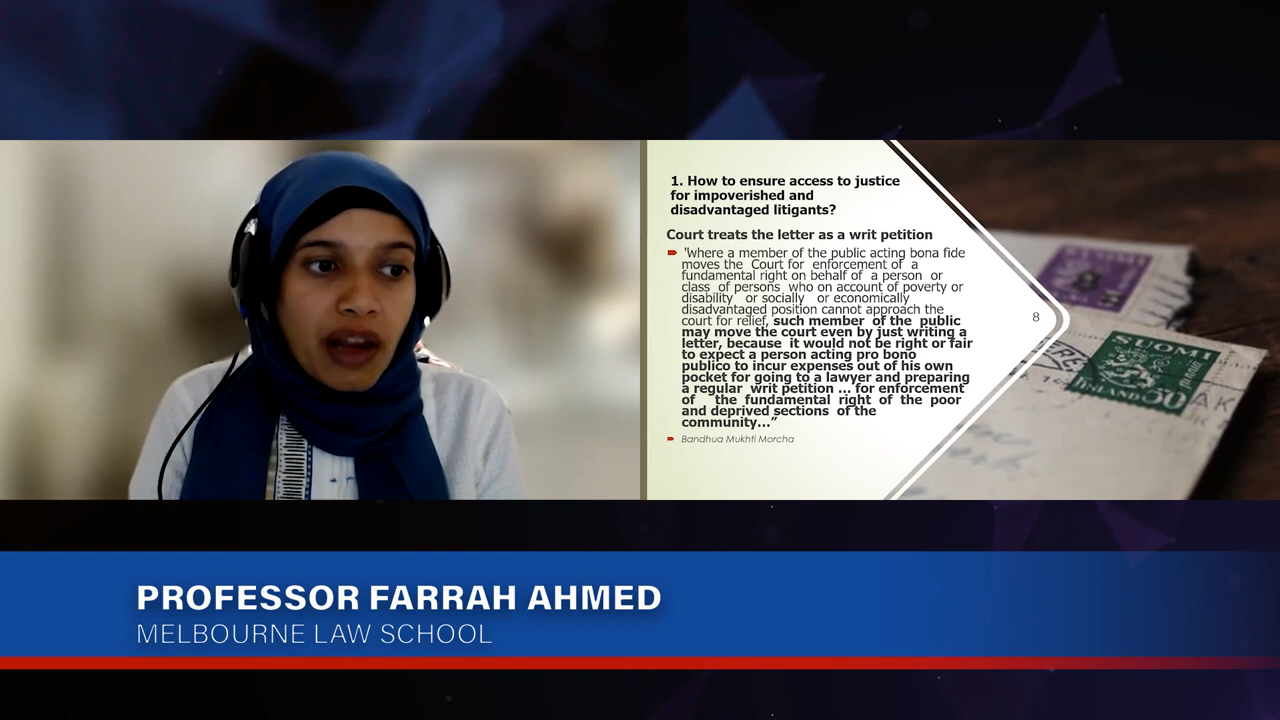 1. How to ensure access to justice
for impoverished and
disadvantaged litigants?
Court treats the letter as a writ petition
"where a member of the public acting bona fide
moves the Court for enforcement of a
fundamental right on behalf of a person or
class of persons who on account of poverty or
disability or socially or economically
disadvantaged position cannot approach the
court for relief, such member of the public
may move the court even by just writing a
letter, because it would not be right or fair
to expect a person acting pro bono
publico to incur expenses out of his own
pocket for going to a lawyer and preparing
a regular writ petition ... for enforcement
of the fundamental right of the poor
and deprived sections of the
community..."
Bandhua Mukhti Morcha
8
SUOMI
FINLAND 50
PROFESSOR FARRAH AHMED
MELBOURNE LAW SCHOOL